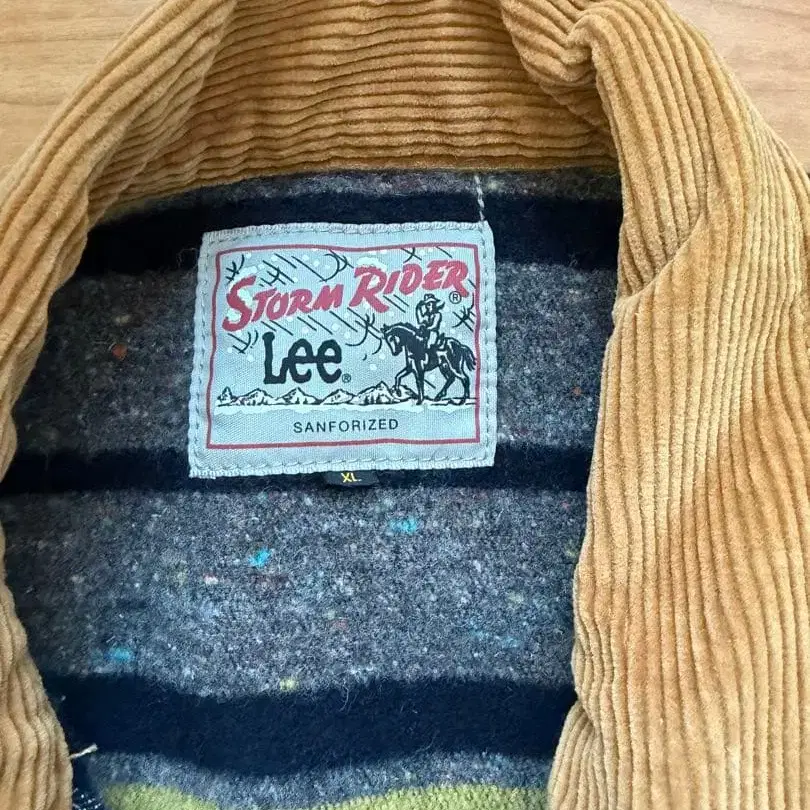 STORM RIDER®
Lee®
SANFORIZED
XL